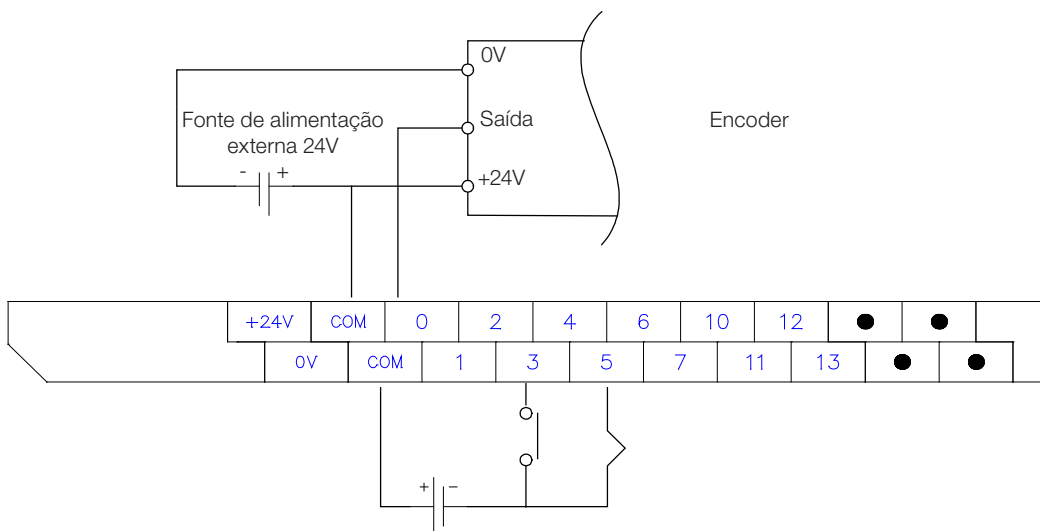 0V
Fonte de alimentação
externa 24V
Saída
Encoder
- +
+24V
+24V COM 0 2 4 6 10 12 ● ●
0V COM 1 3 5 7 11 13 ● ●
+ -